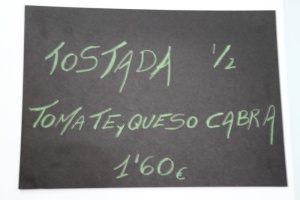 TOSTADA 1/2
TOMATE y QUESO CABRA
1'60€